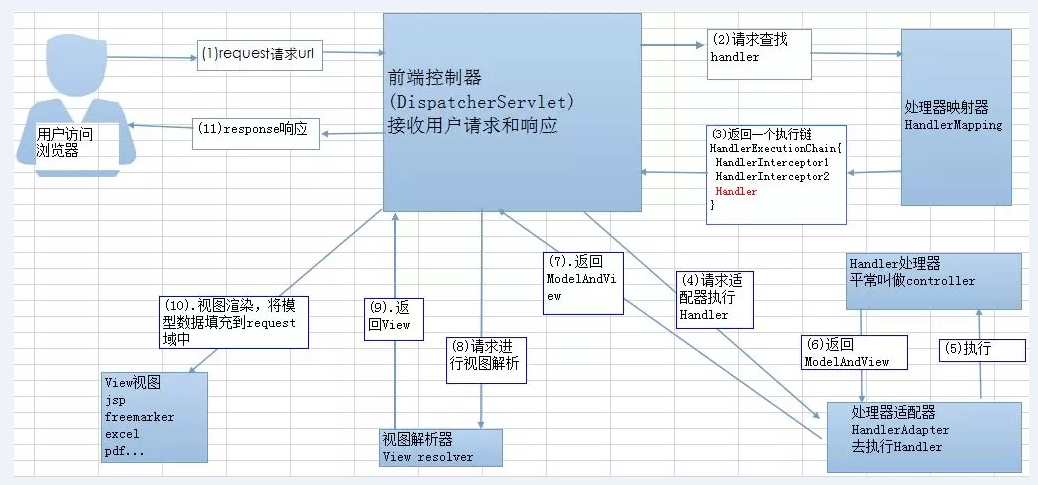 (1)request请求url
(2)请求查找
handler
前端控制器
(DispatcherServlet)
接收用户请求和响应
处理器映射器
HandlerMapping
用户访问
浏览器
(11)response响应
(3)返回一个执行链
HandlerExecutionChain{
HandlerInterceptor1
HandlerInterceptor2
Handler
}
(7).返回
ModelAndVi
ew
(4)请求适
配器执行
Handler
Handler处理器
平常叫做controller
(10).视图渲染，将模
型数据填充到request
域中
(9).返
回View
(8)请求进
行视图解析
(6)返回
ModelAndView
(5)执行
View视图
jsp
freemarker
excel
pdf...
视图解析器
View resolver
处理器适配器
HandlerAdapter
去执行Handler